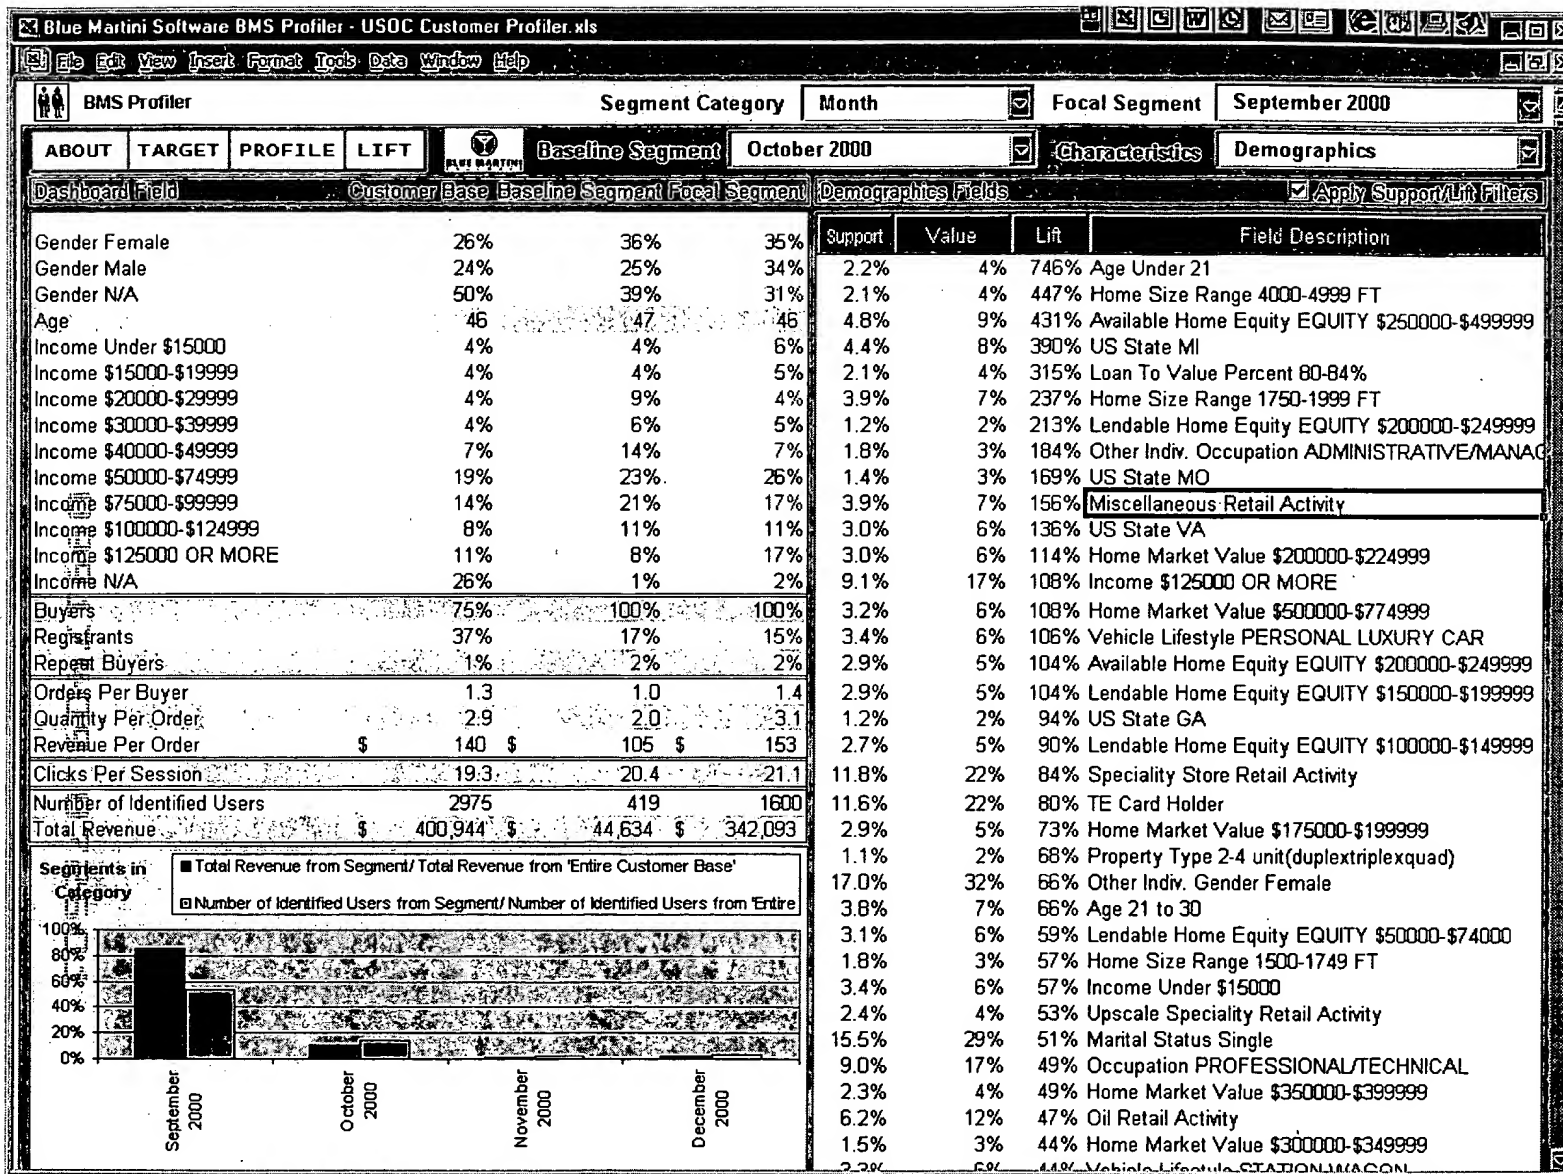 Blue Martini Software BMS Profiler - USOC Customer Profiler.xls
File Edit View Insert Format Tools Data Window Help
BMS Profiler Segment Category Month Focal Segment September 2000
ABOUT TARGET PROFILE LIFT BLUE MARTINI Baseline Segment October 2000 Characteristics Demographics
Dashboard Field Customer Base Baseline Segment Focal Segment
Gender Female 26% 36% 35%
Gender Male 24% 25% 34%
Gender N/A 50% 39% 31%
Age 46 47 46
Income Under $15000 4% 4% 6%
Income $15000-$19999 4% 4% 5%
Income $20000-$29999 4% 9% 4%
Income $30000-$39999 4% 6% 5%
Income $40000-$49999 7% 14% 7%
Income $50000-$74999 19% 23% 26%
Income $75000-$99999 14% 21% 17%
Income $100000-$124999 8% 11% 11%
Income $125000 OR MORE 11% 8% 17%
Income N/A 26% 1% 2%
Buyers 75% 100% 100%
Registrants 37% 17% 15%
Repeat Buyers 1% 2% 2%
Orders Per Buyer 1.3 1.0 1.4
Quantity Per Order 2.9 2.0 3.1
Revenue Per Order $ 140 $ 105 $ 153
Clicks Per Session 19.3 20.4 21.1
Number of Identified Users 2975 419 1600
Total Revenue $ 400,944 $ 44,634 $ 342,093
Segments in Category
Total Revenue from Segment/ Total Revenue from 'Entire Customer Base'
Number of Identified Users from Segment/ Number of Identified Users from 'Entire
100%
80%
60%
40%
20%
0%
September 2000
October 2000
November 2000
December 2000
Demographics Fields Apply Support/Lift Filters
Support Value Lift Field Description
2.2% 4% 746% Age Under 21
2.1% 4% 447% Home Size Range 4000-4999 FT
4.8% 9% 431% Available Home Equity EQUITY $250000-$499999
4.4% 8% 390% US State MI
2.1% 4% 315% Loan To Value Percent 80-84%
3.9% 7% 237% Home Size Range 1750-1999 FT
1.2% 2% 213% Lendable Home Equity EQUITY $200000-$249999
1.8% 3% 184% Other Indiv. Occupation ADMINISTRATIVE/MANAG
1.4% 3% 169% US State MO
3.9% 7% 156% Miscellaneous Retail Activity
3.0% 6% 136% US State VA
3.0% 6% 114% Home Market Value $200000-$224999
9.1% 17% 108% Income $125000 OR MORE
3.2% 6% 108% Home Market Value $500000-$774999
3.4% 6% 106% Vehicle Lifestyle PERSONAL LUXURY CAR
2.9% 5% 104% Available Home Equity EQUITY $200000-$249999
2.9% 5% 104% Lendable Home Equity EQUITY $150000-$199999
1.2% 2% 94% US State GA
2.7% 5% 90% Lendable Home Equity EQUITY $100000-$149999
11.8% 22% 84% Speciality Store Retail Activity
11.6% 22% 80% TE Card Holder
2.9% 5% 73% Home Market Value $175000-$199999
1.1% 2% 68% Property Type 2-4 unit(duplextriplexquad)
17.0% 32% 66% Other Indiv. Gender Female
3.8% 7% 66% Age 21 to 30
3.1% 6% 59% Lendable Home Equity EQUITY $50000-$74000
1.8% 3% 57% Home Size Range 1500-1749 FT
3.4% 6% 57% Income Under $15000
2.4% 4% 53% Upscale Speciality Retail Activity
15.5% 29% 51% Marital Status Single
9.0% 17% 49% Occupation PROFESSIONAL/TECHNICAL
2.3% 4% 49% Home Market Value $350000-$399999
6.2% 12% 47% Oil Retail Activity
1.5% 3% 44% Home Market Value $300000-$349999
44% Vehicle Lifestyle STATION WAGON